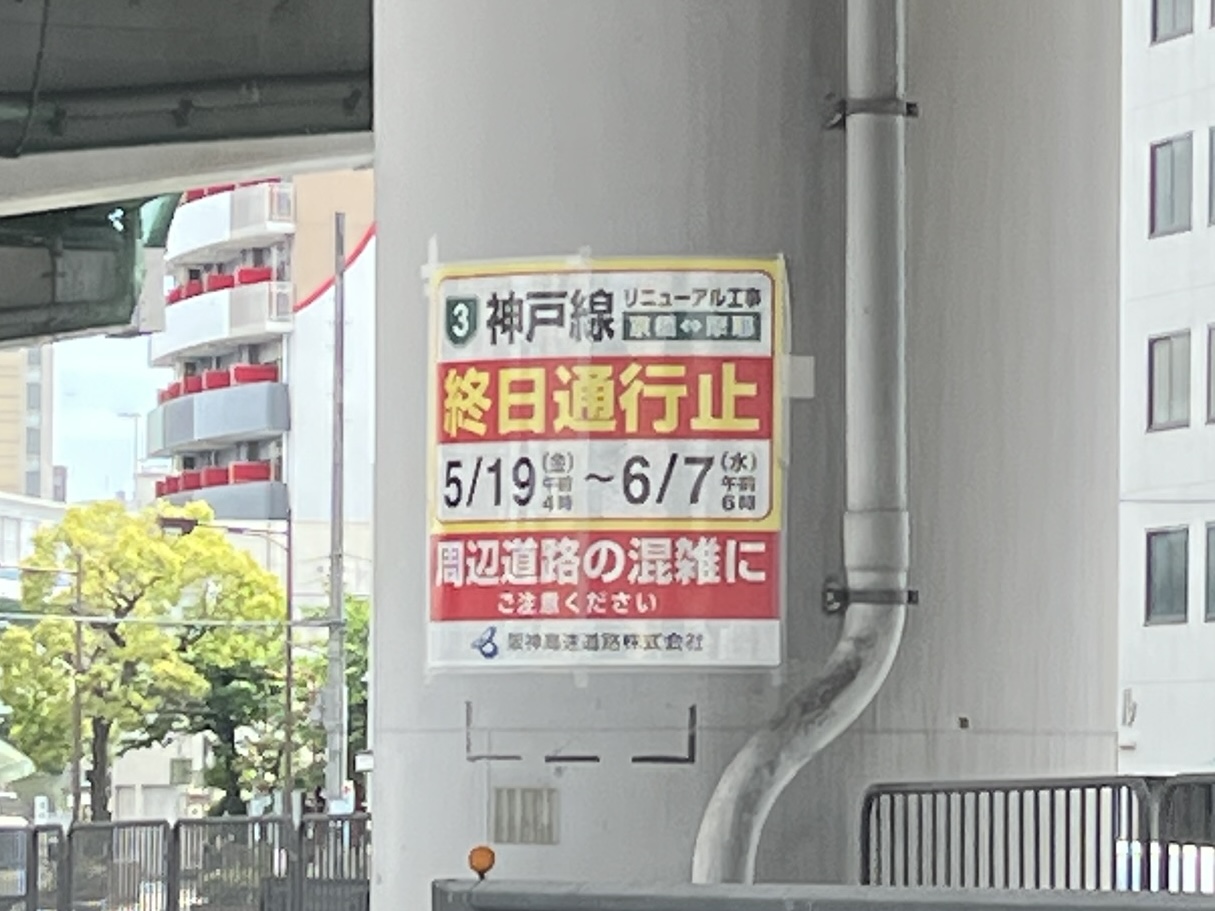 3 神戸線 リニューアル工事
京橋⇔摩耶
終日通行止
5/19(金)午前4時~6/7(水)午前6時
周辺道路の混雑に
ご注意ください
阪神高速道路株式会社